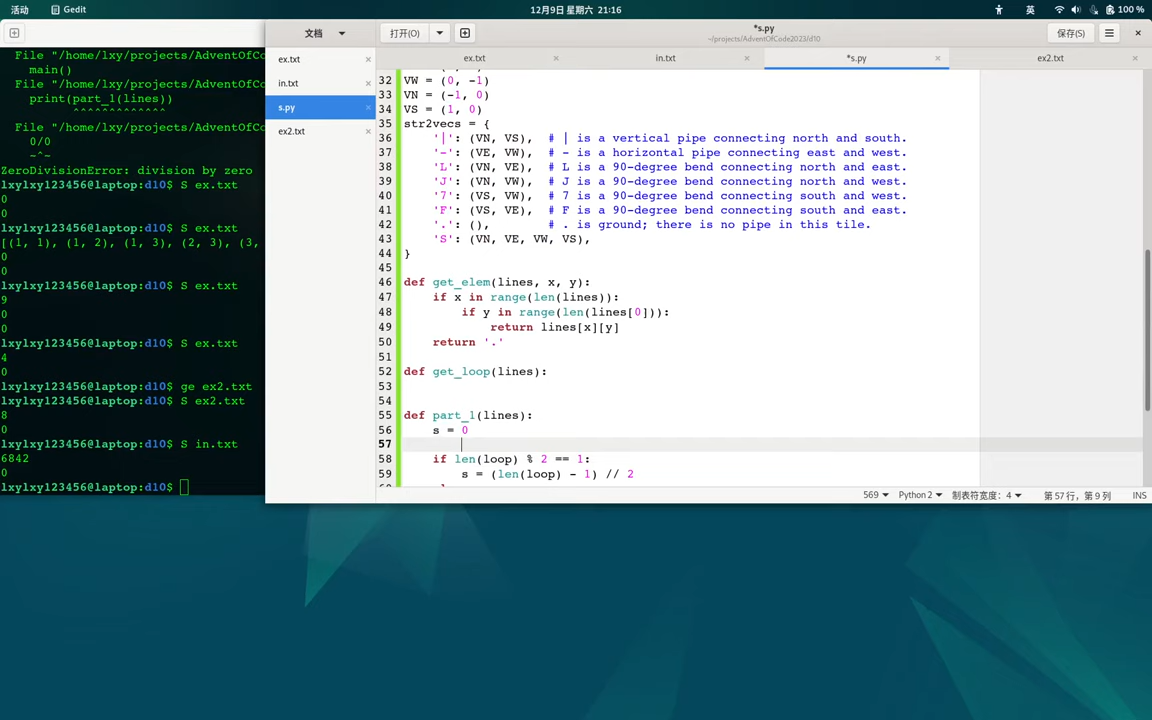 活动 Gedit 12月9日 星期六 21:16 英 100 %
文档 打开(O) *s.py 保存(S)
~/projects/AdventOfCode2023/d10
ex.txt in.txt *s.py ex2.txt
ex.txt
in.txt
s.py
ex2.txt
File "/home/lxy/projects/AdventOfCo
main()
File "/home/lxy/projects/AdventOfCo
print(part_1(lines))
^^^^^^^^^^^^^
File "/home/lxy/projects/AdventOfCo
0/0
~^~
ZeroDivisionError: division by zero
lxylxy123456@laptop:d10$ S ex.txt
0
0
lxylxy123456@laptop:d10$ S ex.txt
[(1, 1), (1, 2), (1, 3), (2, 3), (3,
0
0
lxylxy123456@laptop:d10$ S ex.txt
9
0
0
lxylxy123456@laptop:d10$ S ex.txt
4
0
lxylxy123456@laptop:d10$ ge ex2.txt
lxylxy123456@laptop:d10$ S ex2.txt
8
0
lxylxy123456@laptop:d10$ S in.txt
6842
0
lxylxy123456@laptop:d10$
32 VW = (0, -1)
33 VN = (-1, 0)
34 VS = (1, 0)
35 str2vecs = {
36 '|': (VN, VS), # | is a vertical pipe connecting north and south.
37 '-': (VE, VW), # - is a horizontal pipe connecting east and west.
38 'L': (VN, VE), # L is a 90-degree bend connecting north and east.
39 'J': (VN, VW), # J is a 90-degree bend connecting north and west.
40 '7': (VS, VW), # 7 is a 90-degree bend connecting south and west.
41 'F': (VS, VE), # F is a 90-degree bend connecting south and east.
42 '.': (), # . is ground; there is no pipe in this tile.
43 'S': (VN, VE, VW, VS),
44 }
45
46 def get_elem(lines, x, y):
47 if x in range(len(lines)):
48 if y in range(len(lines[0])):
49 return lines[x][y]
50 return '.'
51
52 def get_loop(lines):
53
54
55 def part_1(lines):
56 s = 0
57
58 if len(loop) % 2 == 1:
59 s = (len(loop) - 1) // 2
569 Python 2 制表符宽度：4 第 57 行，第 9 列 INS